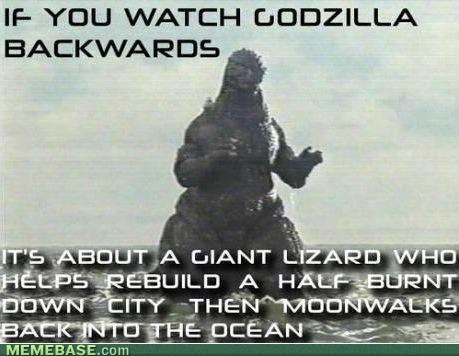 IF YOU WATCH GODZILLA
BACKWARDS
IT'S ABOUT A GIANT LIZARD WHO
HELPS REBUILD A HALF BURNT
DOWN CITY THEN MOONWALKS
BACK INTO THE OCEAN
MEMEBASE.com